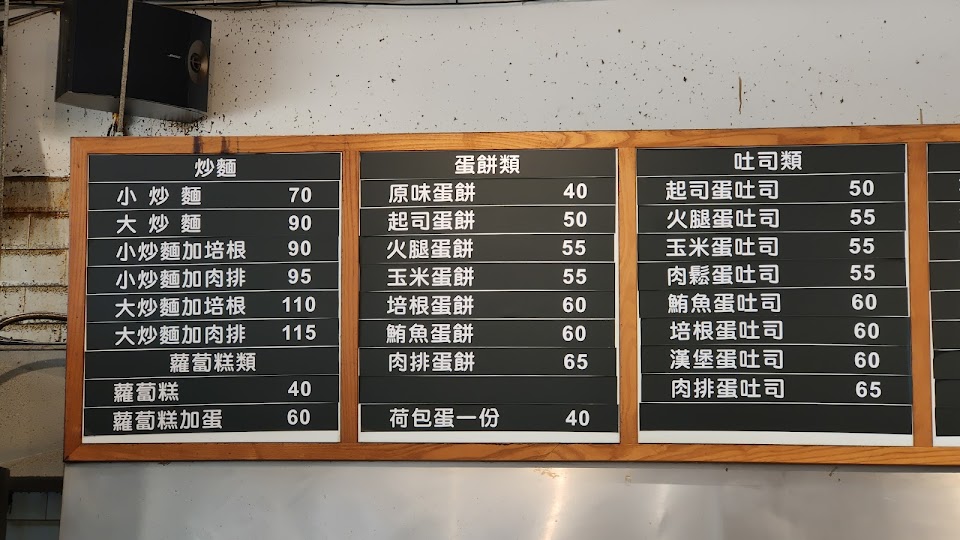 炒麵
小炒麵 70
大炒麵 90
小炒麵加培根 90
小炒麵加肉排 95
大炒麵加培根 110
大炒麵加肉排 115
蘿蔔糕類
蘿蔔糕 40
蘿蔔糕加蛋 60
蛋餅類
原味蛋餅 40
起司蛋餅 50
火腿蛋餅 55
玉米蛋餅 55
培根蛋餅 60
鮪魚蛋餅 60
肉排蛋餅 65
荷包蛋一份 40
吐司類
起司蛋吐司 50
火腿蛋吐司 55
玉米蛋吐司 55
肉鬆蛋吐司 55
鮪魚蛋吐司 60
培根蛋吐司 60
漢堡蛋吐司 60
肉排蛋吐司 65